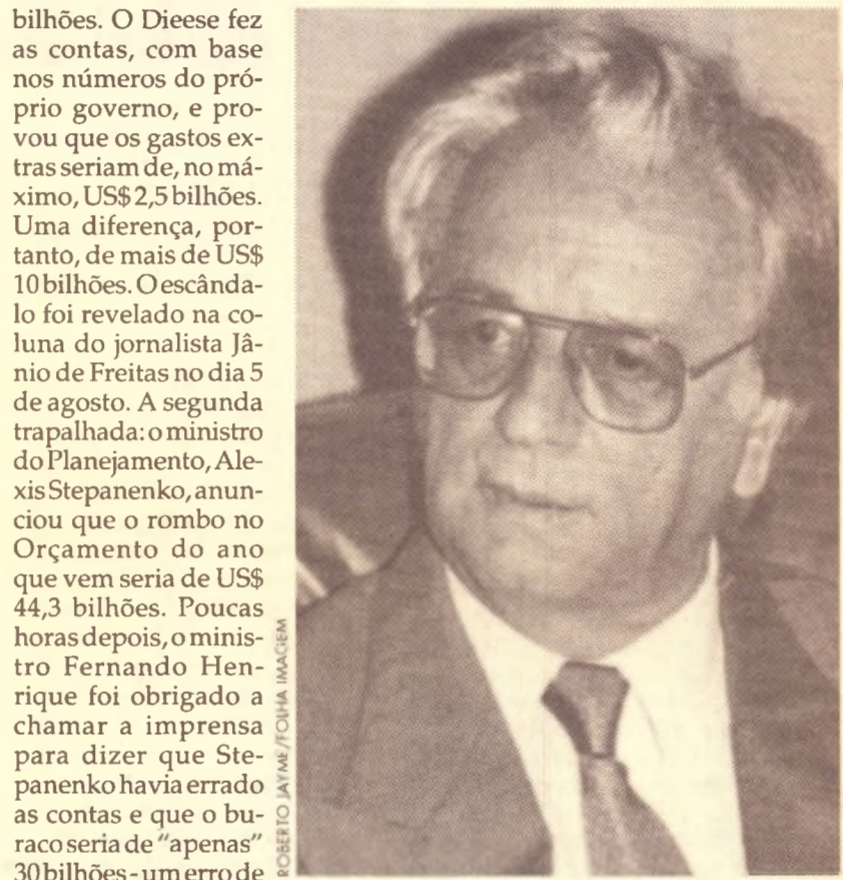 bilhões. O Dieese fez
as contas, com base
nos números do pró-
prio governo, e pro-
vou que os gastos ex-
tras seriam de, no má-
ximo, US$ 2,5 bilhões.
Uma diferença, por-
tanto, de mais de US$
10 bilhões. O escânda-
lo foi revelado na co-
luna do jornalista Jâ-
nio de Freitas no dia 5
de agosto. A segunda
trapalhada: o ministro
do Planejamento, Ale-
xis Stepanenko, anun-
ciou que o rombo no
Orçamento do ano
que vem seria de US$
44,3 bilhões. Poucas
horas depois, o minis-
tro Fernando Hen-
rique foi obrigado a
chamar a imprensa
para dizer que Ste-
panenko havia errado
as contas e que o bu-
raco seria de "apenas"
30 bilhões - um erro de
ROBERTO JAYME/FOLHA IMAGEM